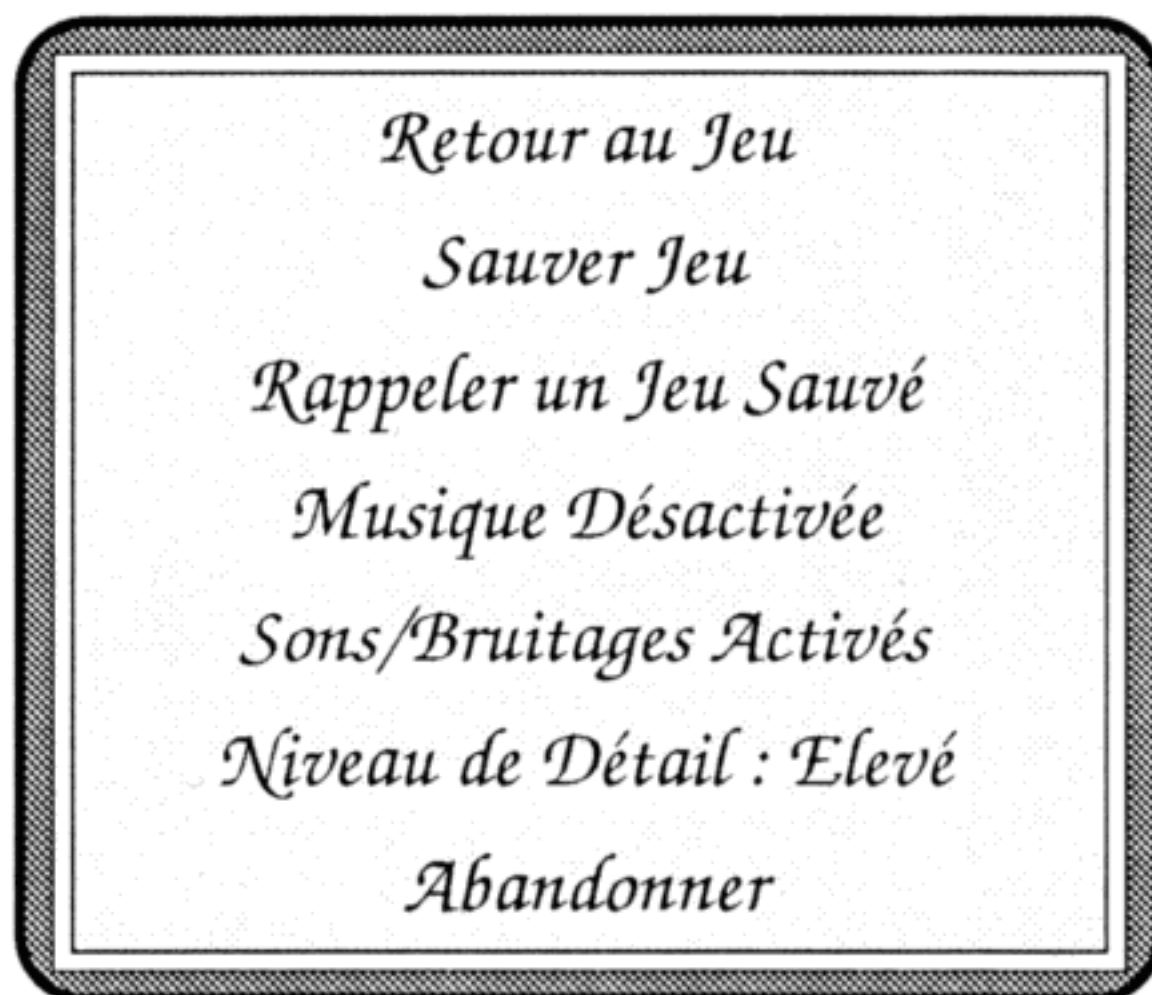 Retour au Jeu
Sauver Jeu
Rappeler un Jeu Sauvé
Musique Désactivée
Sons/Bruitages Activés
Niveau de Détail : Elevé
Abandonner